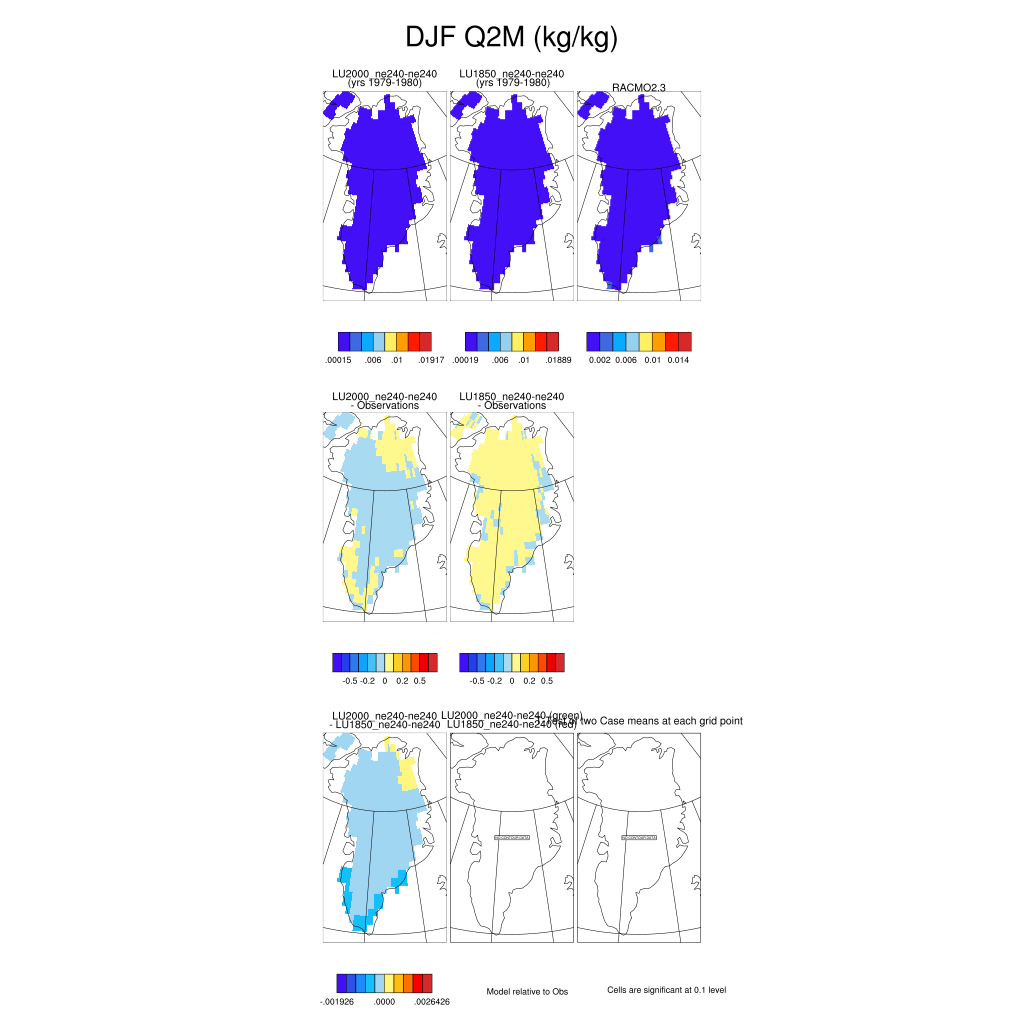 DJF Q2M (kg/kg)
LU2000_ne240-ne240
(yrs 1979-1980)
LU1850_ne240-ne240
(yrs 1979-1980)
RACMO2.3
.00015 .006 .01 .01917
.00019 .006 .01 .01889
0.002 0.006 0.01 0.014
LU2000_ne240-ne240
- Observations
LU1850_ne240-ne240
- Observations
-0.5 -0.2 0 0.2 0.5
-0.5 -0.2 0 0.2 0.5
LU2000_ne240-ne240
- LU1850_ne240-ne240
LU2000_ne240-ne240 (green)
LU1850_ne240-ne240 (red)
two Case means at each grid point
-.001926 .0000 .0026426
Model relative to Obs
Cells are significant at 0.1 level